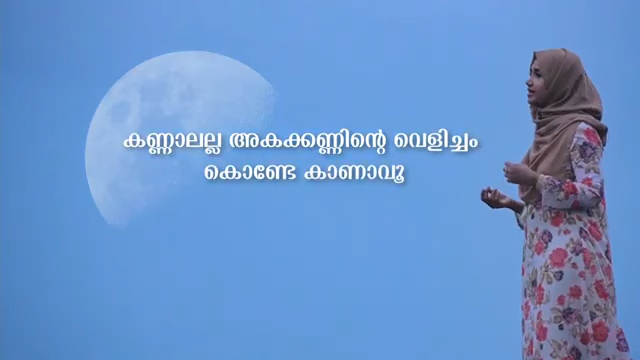 കണ്ണാലല്ല അകക്കണ്ണിന്റെ വെളിച്ചം
കൊണ്ടേ കാണാവൂ